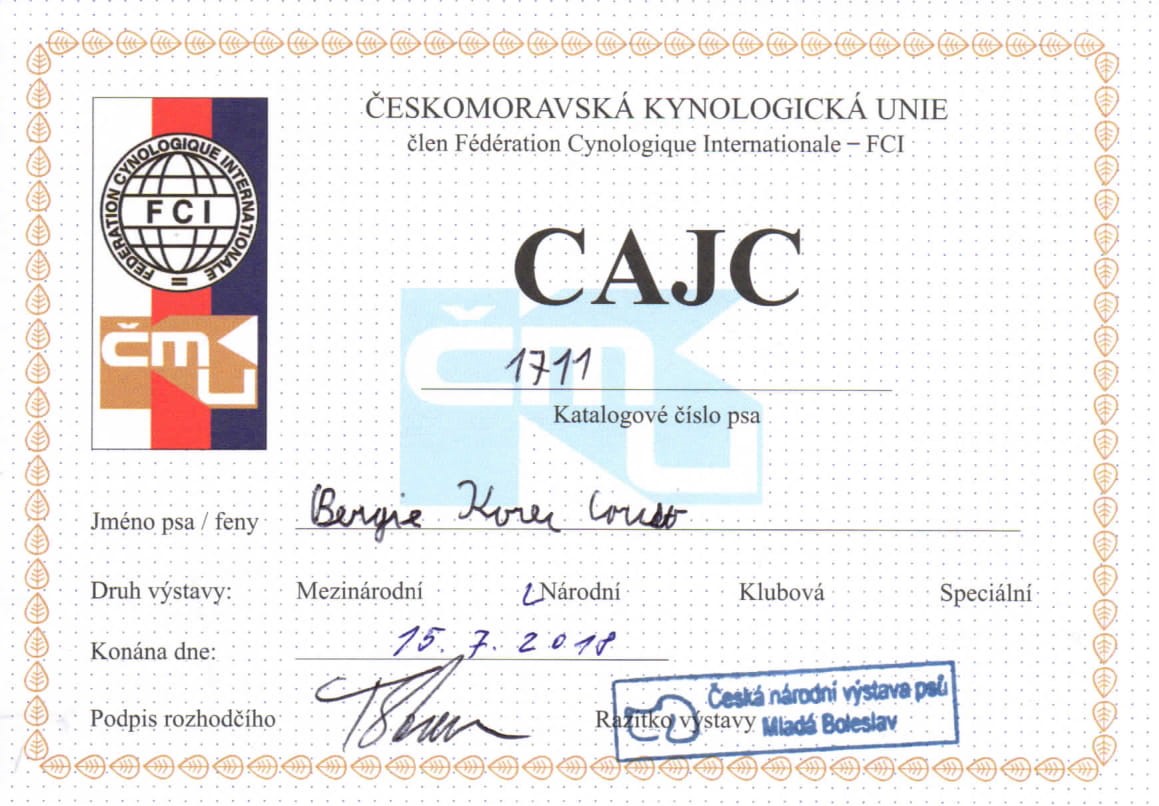 FEDERATION CYNOLOGIQUE INTERNATIONALE
FCI
ČMKU
ČESKOMORAVSKÁ KYNOLOGICKÁ UNIE
člen Fédération Cynologique Internationale – FCI
CAJC
1711
Katalogové číslo psa
Jméno psa / feny Bergie
Druh výstavy: Mezinárodní Národní Klubová Speciální
Konána dne: 15. 7. 2018
Podpis rozhodčího
Razítko výstavy
Česká národní výstava psů
Mladá Boleslav